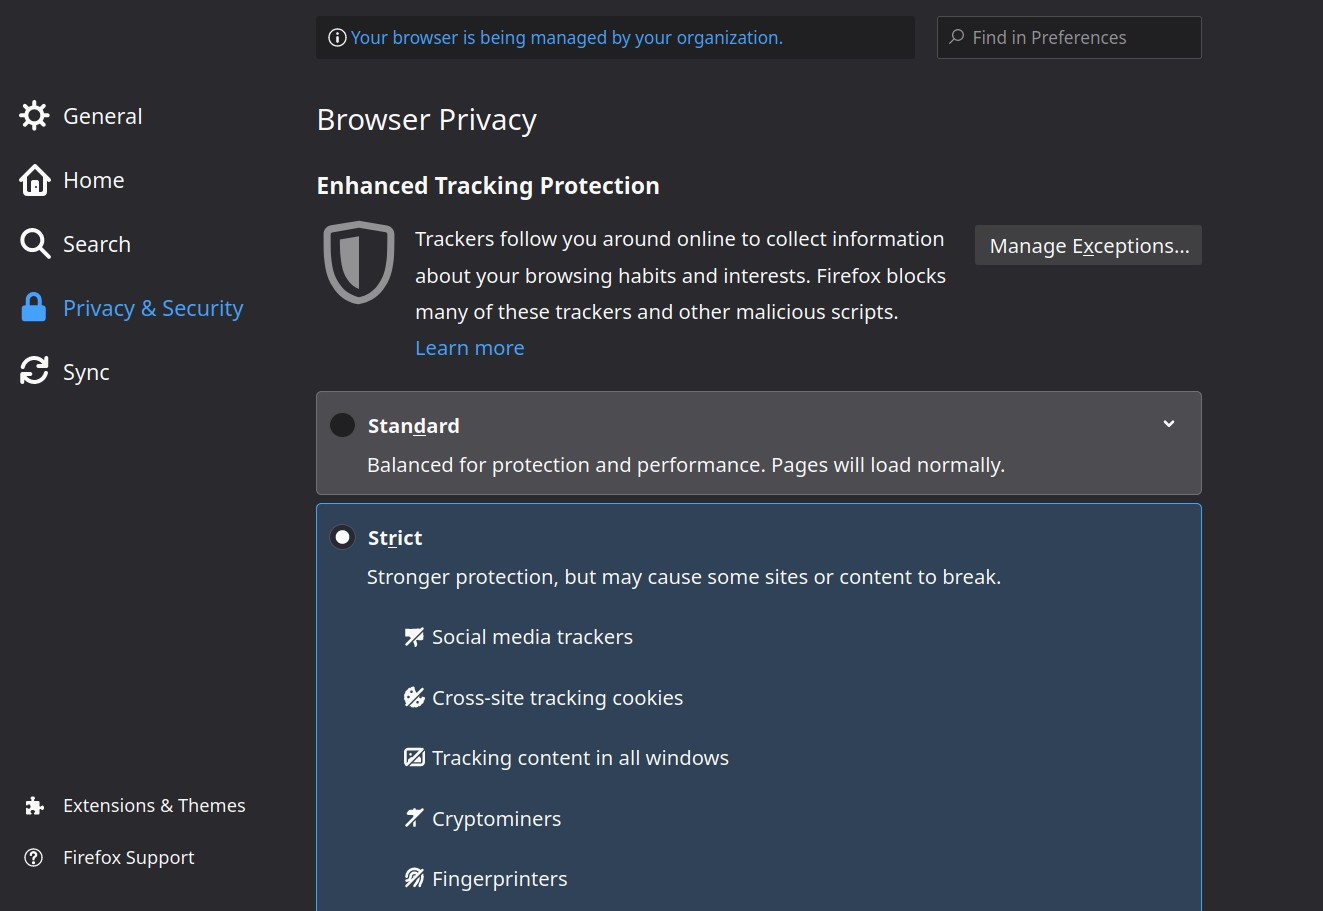 Your browser is being managed by your organization.
Find in Preferences
General
Home
Search
Privacy & Security
Sync
Extensions & Themes
Firefox Support
Browser Privacy
Enhanced Tracking Protection
Trackers follow you around online to collect information
about your browsing habits and interests. Firefox blocks
many of these trackers and other malicious scripts.
Learn more
Manage Exceptions...
Standard
Balanced for protection and performance. Pages will load normally.
Strict
Stronger protection, but may cause some sites or content to break.
Social media trackers
Cross-site tracking cookies
Tracking content in all windows
Cryptominers
Fingerprinters